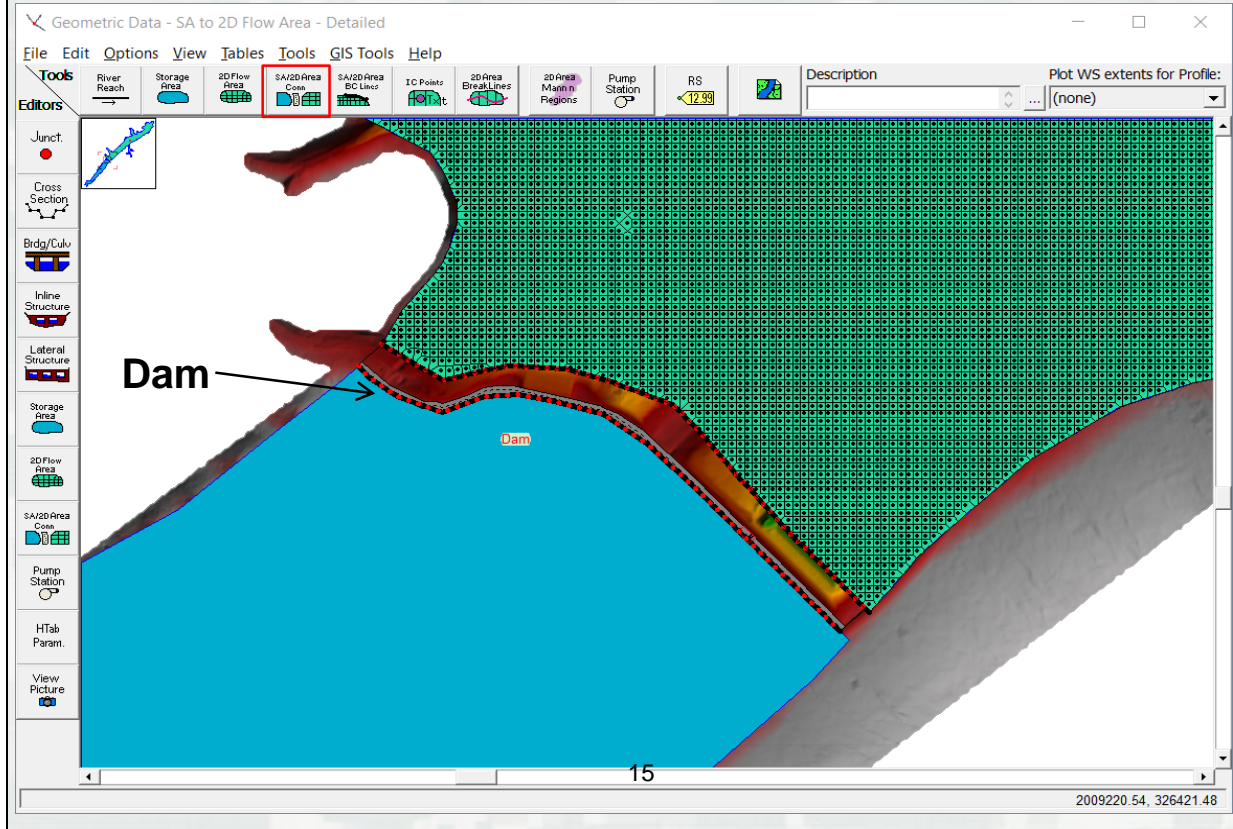 Geometric Data - SA to 2D Flow Area - Detailed
File Edit Options View Tables Tools GIS Tools Help
Tools
Editors
River
Reach
Storage
Area
2D Flow
Area
SA/2D Area
Conn
SA/2D Area
BC Lines
IC Points
2D Area
BreakLines
2D Area
Mann n
Regions
Pump
Station
RS
12.99
Description
...
Plot WS extents for Profile:
(none)
Junct.
Cross
Section
Brdg/Culv
Inline
Structure
Lateral
Structure
Storage
Area
2D Flow
Area
SA/2D Area
Conn
Pump
Station
HTab
Param.
View
Picture
Dam
Dam
15
2009220.54, 326421.48